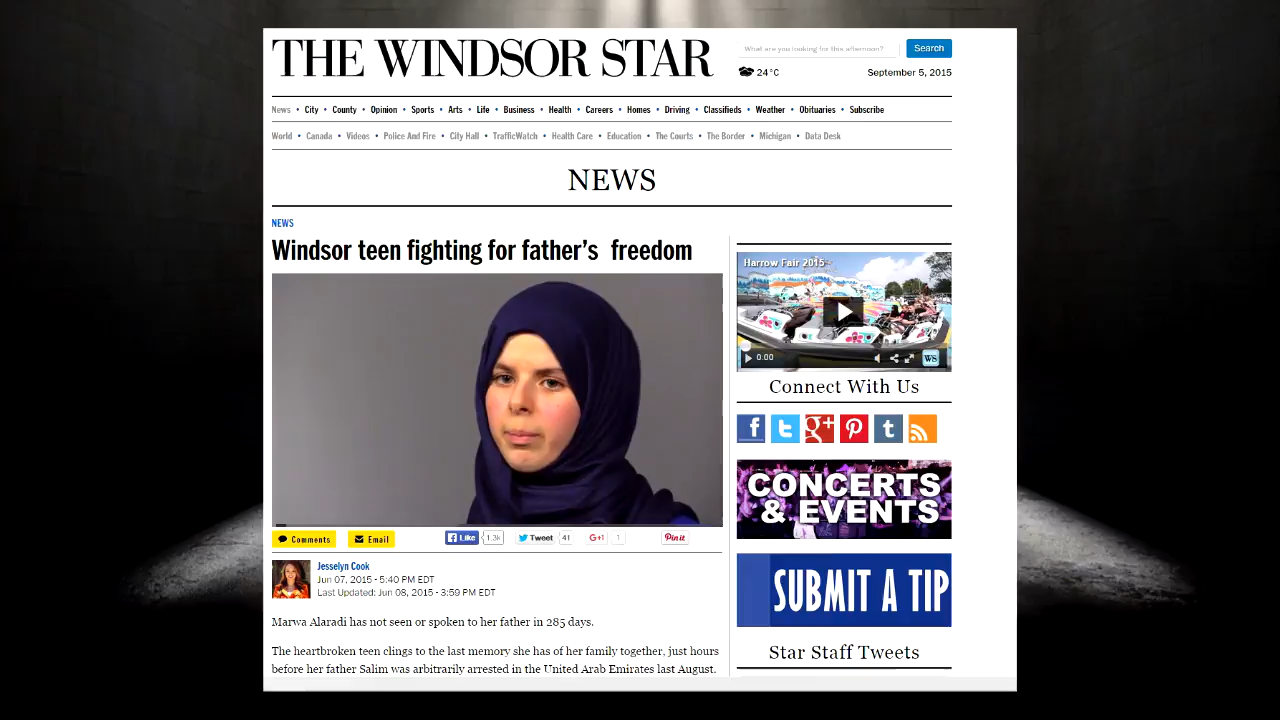 THE WINDSOR STAR
What are you looking for this afternoon?
Search
24°C
September 5, 2015
News • City • County • Opinion • Sports • Arts • Life • Business • Health • Careers • Homes • Driving • Classifieds • Weather • Obituaries • Subscribe
World • Canada • Videos • Police And Fire • City Hall • TrafficWatch • Health Care • Education • The Courts • The Border • Michigan • Data Desk
NEWS
NEWS
Windsor teen fighting for father's freedom
Comments
Email
Like 1.3k
Tweet 41
G+1 1
Pin it
Jesselyn Cook
Jun 07, 2015 - 5:40 PM EDT
Last Updated: Jun 08, 2015 - 3:59 PM EDT
Marwa Alaradi has not seen or spoken to her father in 285 days.
The heartbroken teen clings to the last memory she has of her family together, just hours
before her father Salim was arbitrarily arrested in the United Arab Emirates last August.
Harrow Fair 2015
0:00
WS
Connect With Us
f t g+ P t
CONCERTS
& EVENTS
SUBMIT A TIP
Star Staff Tweets